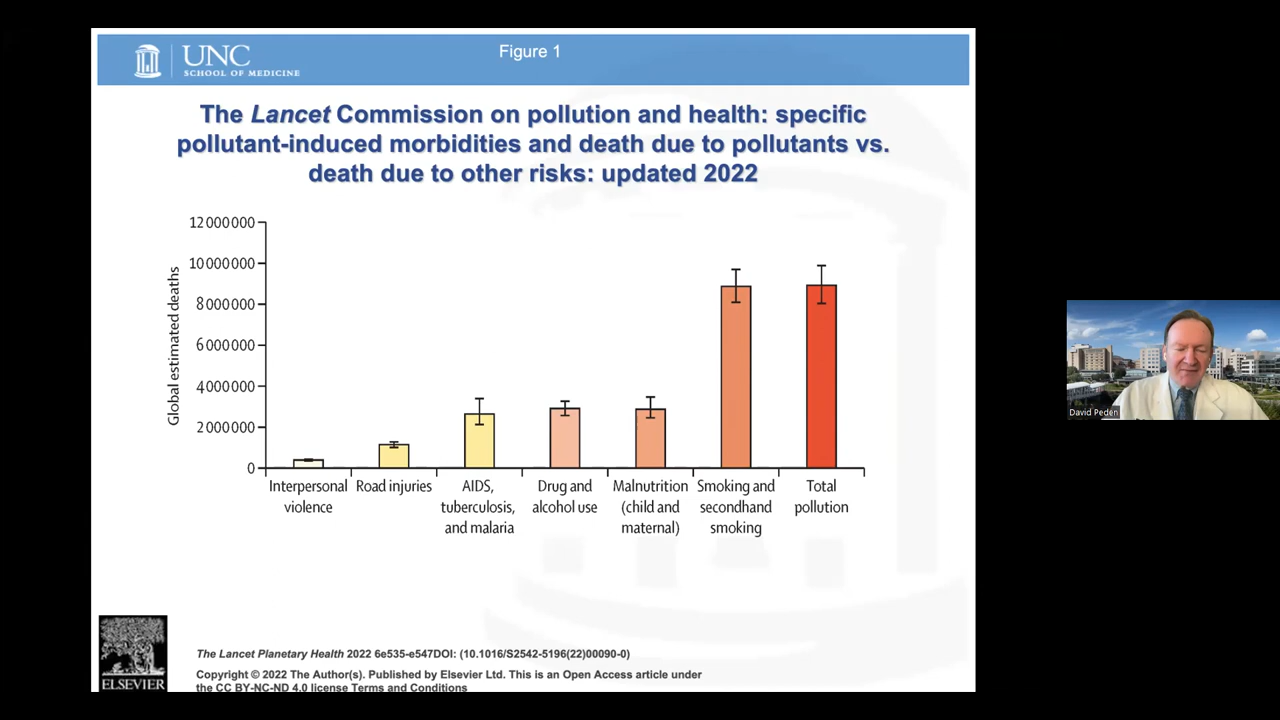 UNC
SCHOOL OF MEDICINE
Figure 1
The Lancet Commission on pollution and health: specific
pollutant-induced morbidities and death due to pollutants vs.
death due to other risks: updated 2022
Global estimated deaths
12 000 000
10 000 000
8 000 000
6 000 000
4 000 000
2 000 000
0
Interpersonal
violence
Road injuries
AIDS,
tuberculosis,
and malaria
Drug and
alcohol use
Malnutrition
(child and
maternal)
Smoking and
secondhand
smoking
Total
pollution
David Peden
ELSEVIER
The Lancet Planetary Health 2022 6e535-e547DOI: (10.1016/S2542-5196(22)00090-0)
Copyright © 2022 The Author(s). Published by Elsevier Ltd. This is an Open Access article under
the CC BY-NC-ND 4.0 license Terms and Conditions